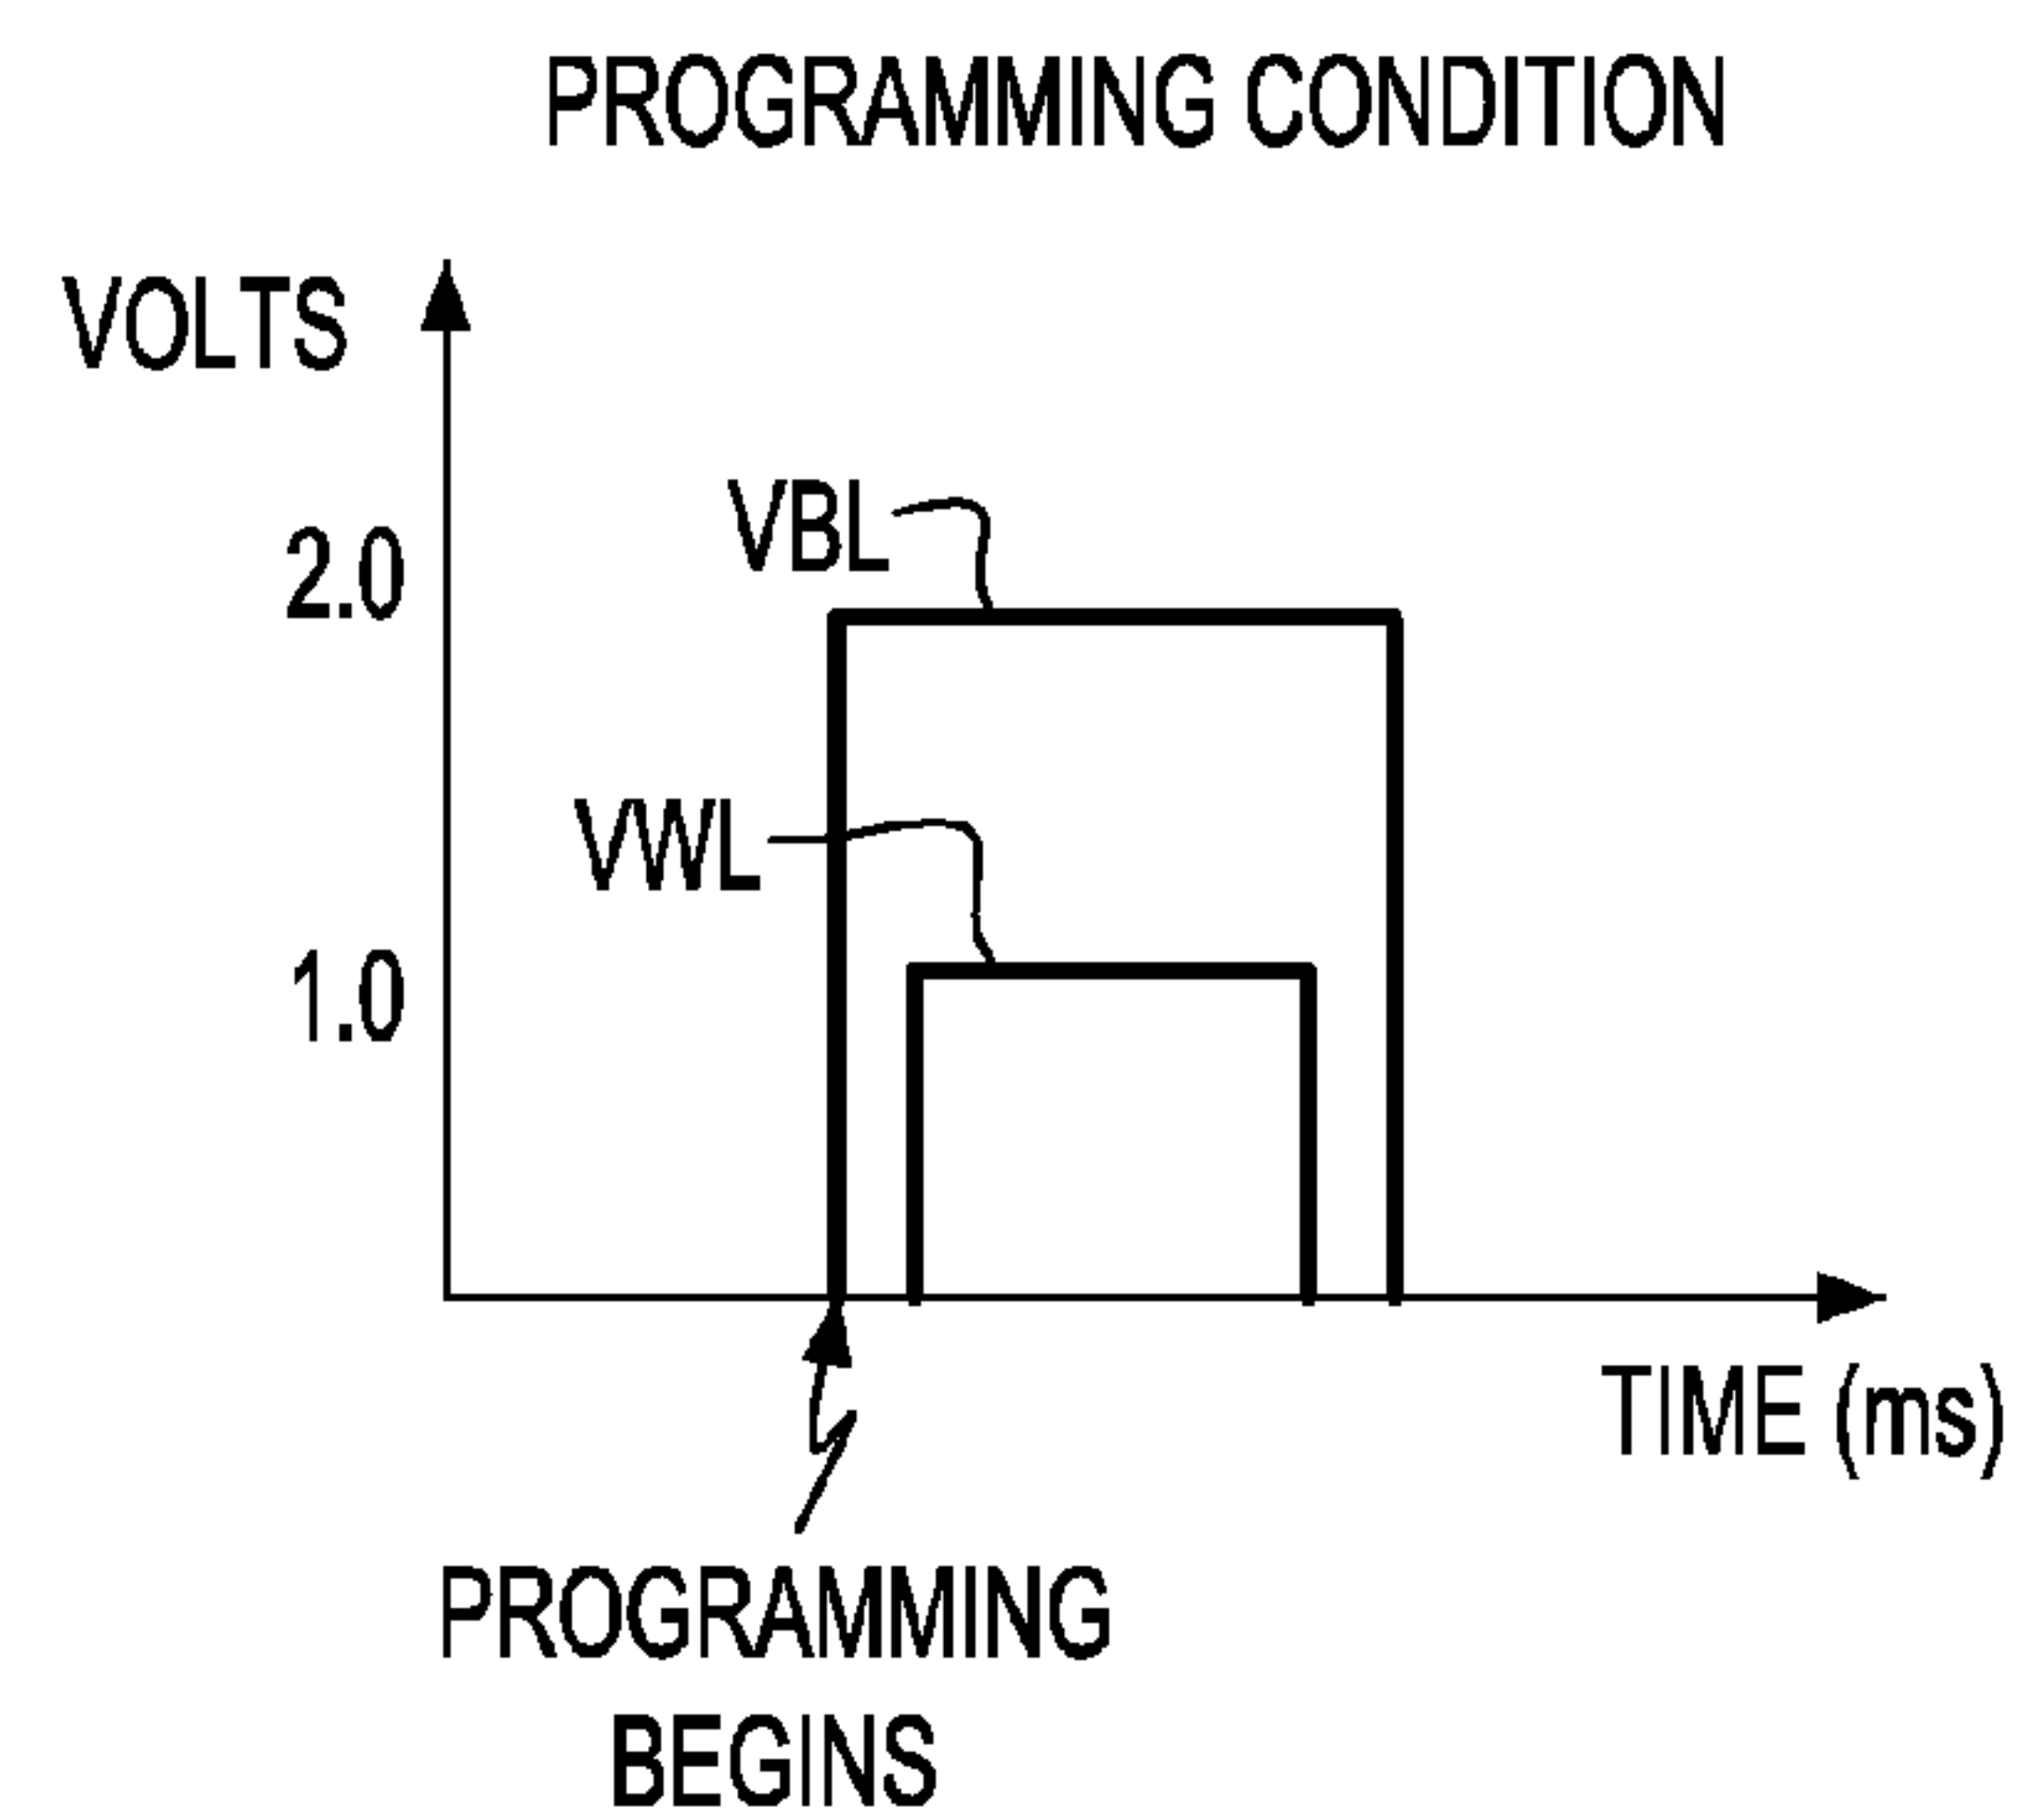 PROGRAMMING CONDITION
VOLTS
VBL
2.0
VWL
1.0
TIME (ms)
PROGRAMMING
BEGINS